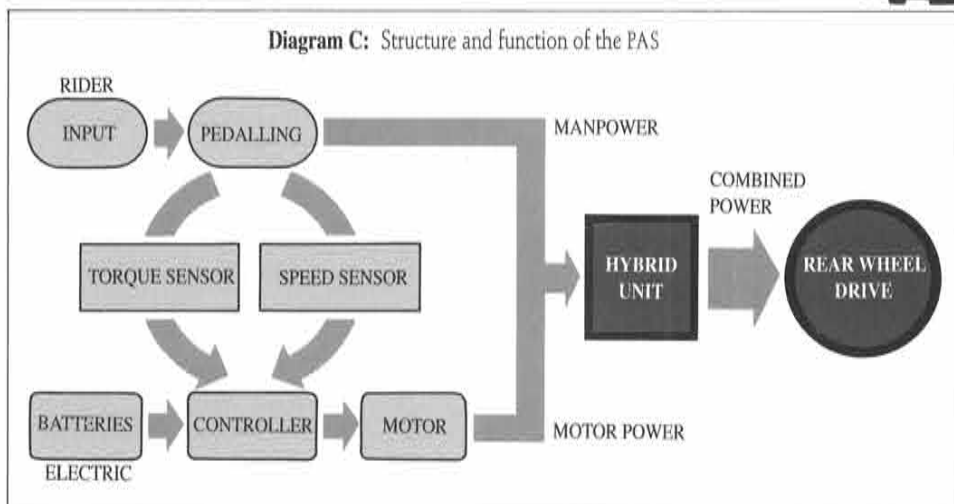 Diagram C: Structure and function of the PAS
RIDER
INPUT
PEDALLING
MANPOWER
TORQUE SENSOR
SPEED SENSOR
HYBRID
UNIT
COMBINED
POWER
REAR WHEEL
DRIVE
BATTERIES
CONTROLLER
MOTOR
MOTOR POWER
ELECTRIC